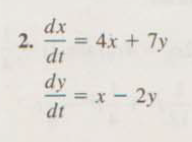 2. dx/dt = 4x + 7y
dy/dt = x - 2y